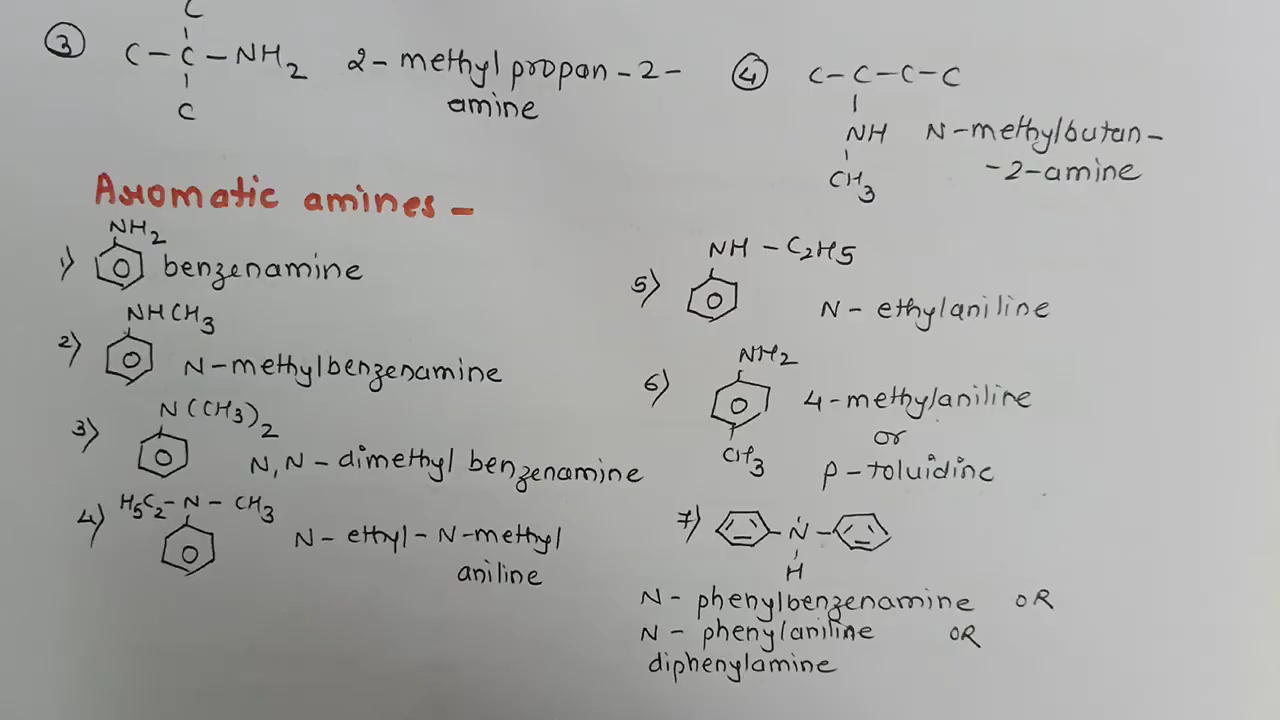 C
③ C-C-NH2 2-methylpropan-2-
amine
C
④ C-C-C-C
NH N-methylbutan-
-2-amine
CH3
Aromatic amines -
NH2
1) benzenamine
NHCH3
2) N-methylbenzenamine
N(CH3)2
3) N,N-dimethyl benzenamine
H5C2-N-CH3
4) N-ethyl-N-methyl
aniline
NH-C2H5
5) N-ethylaniline
NH2
6) 4-methylaniline
or
CH3 p-toluidine
7) -N-
H
N-phenylbenzenamine OR
N-phenylaniline OR
diphenylamine